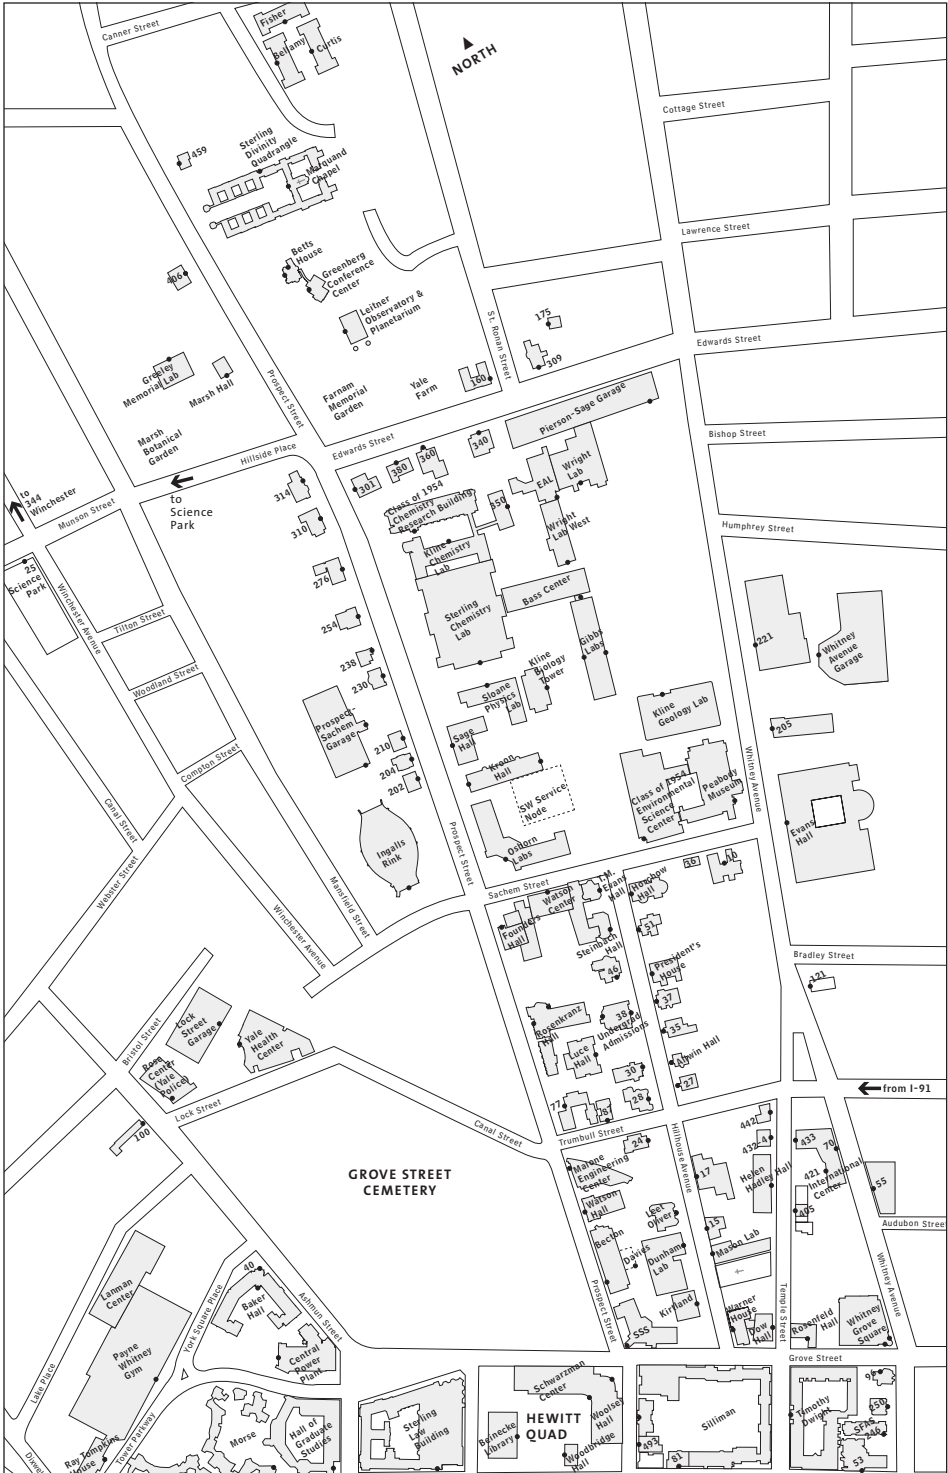 Canner Street
Fisher
Bellamy
Curtis
NORTH
Cottage Street
459
Sterling
Divinity
Quadrangle
Marquand
Chapel
Lawrence Street
406
Betts
House
Greenberg
Conference
Center
Leitner
Observatory &
Planetarium
St. Ronan Street
175
309
Edwards Street
Greeley
Memorial Lab
Marsh Hall
Prospect Street
Farnam
Memorial
Garden
Yale
Farm
160
Pierson-Sage Garage
Marsh
Botanical
Garden
Hillside Place
Edwards Street
340
Bishop Street
to
344
Winchester
Munson Street
to
Science
Park
314
301
380
360
Class of 1954
Chemistry
Research Building
350
EAL
Wright
Lab
310
Wright
Lab West
Humphrey Street
25
Science
Park
Winchester Avenue
276
Kline
Chemistry
Lab
Bass Center
Tilton Street
254
Sterling
Chemistry
Lab
Gibbs
Labs
221
Whitney
Avenue
Garage
Woodland Street
238
230
Kline
Biology
Tower
Sloane
Physics
Lab
Kline
Geology Lab
Prospect-
Sachem
Garage
205
Compton Street
210
204
202
Sage
Hall
Kroon
Hall
SW Service
Node
Class of 1954
Environmental
Science
Center
Peabody
Museum
Whitney Avenue
Canal Street
Ingalls
Rink
Prospect Street
Osborn
Labs
Evans
Hall
Webster Street
Mansfield Street
Winchester Avenue
Sachem Street
Watson
Center
T.M.
Evans
Hall
Horchow
Hall
36
10
Founders
Hall
Steinbach
Hall
51
Bradley Street
46
President's
House
121
37
Lock
Street
Garage
Yale
Health
Center
Bristol Street
Rosenkranz
Hall
38
Undergrad
Admissions
35
Luce
Hall
Allwin Hall
Rose
Center
(Yale
Police)
30
27
from I-91
Lock Street
77
87
28
100
Canal Street
Trumbull Street
24
Hillhouse Avenue
442
432-4
433
70
GROVE STREET
CEMETERY
Malone
Engineering
Center
17
Helen
Hadley Hall
421
International
Center
55
Watson
Hall
Leet
Oliver
405
15
Audubon Street
Becton
Davies
Dunham
Lab
Mason Lab
Lanman
Center
40
Baker
Hall
Ashmun Street
York Square Place
Prospect Street
Kirtland
Warner
House
Dow
Hall
Temple Street
Rosenfeld
Hall
Whitney
Grove
Square
Whitney Avenue
SSS
Payne
Whitney
Gym
Central
Power
Plant
Grove Street
Lake Place
Schwarzman
Center
Woolsey
Hall
HEWITT
QUAD
Beinecke
Library
Woodbridge
Hall
Silliman
Timothy
Dwight
Sterling
Law
Building
Hall of
Graduate
Studies
Morse
Tower Parkway
Ray Tompkins
House
Dixwell
493
81
SFAS
246
53